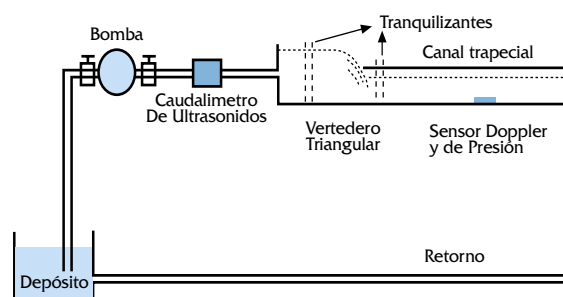 Tranquilizantes
Bomba
Canal trapecial
Caudalimetro
De Ultrasonidos
Vertedero
Triangular
Sensor Doppler
y de Presión
Retorno
Depósito